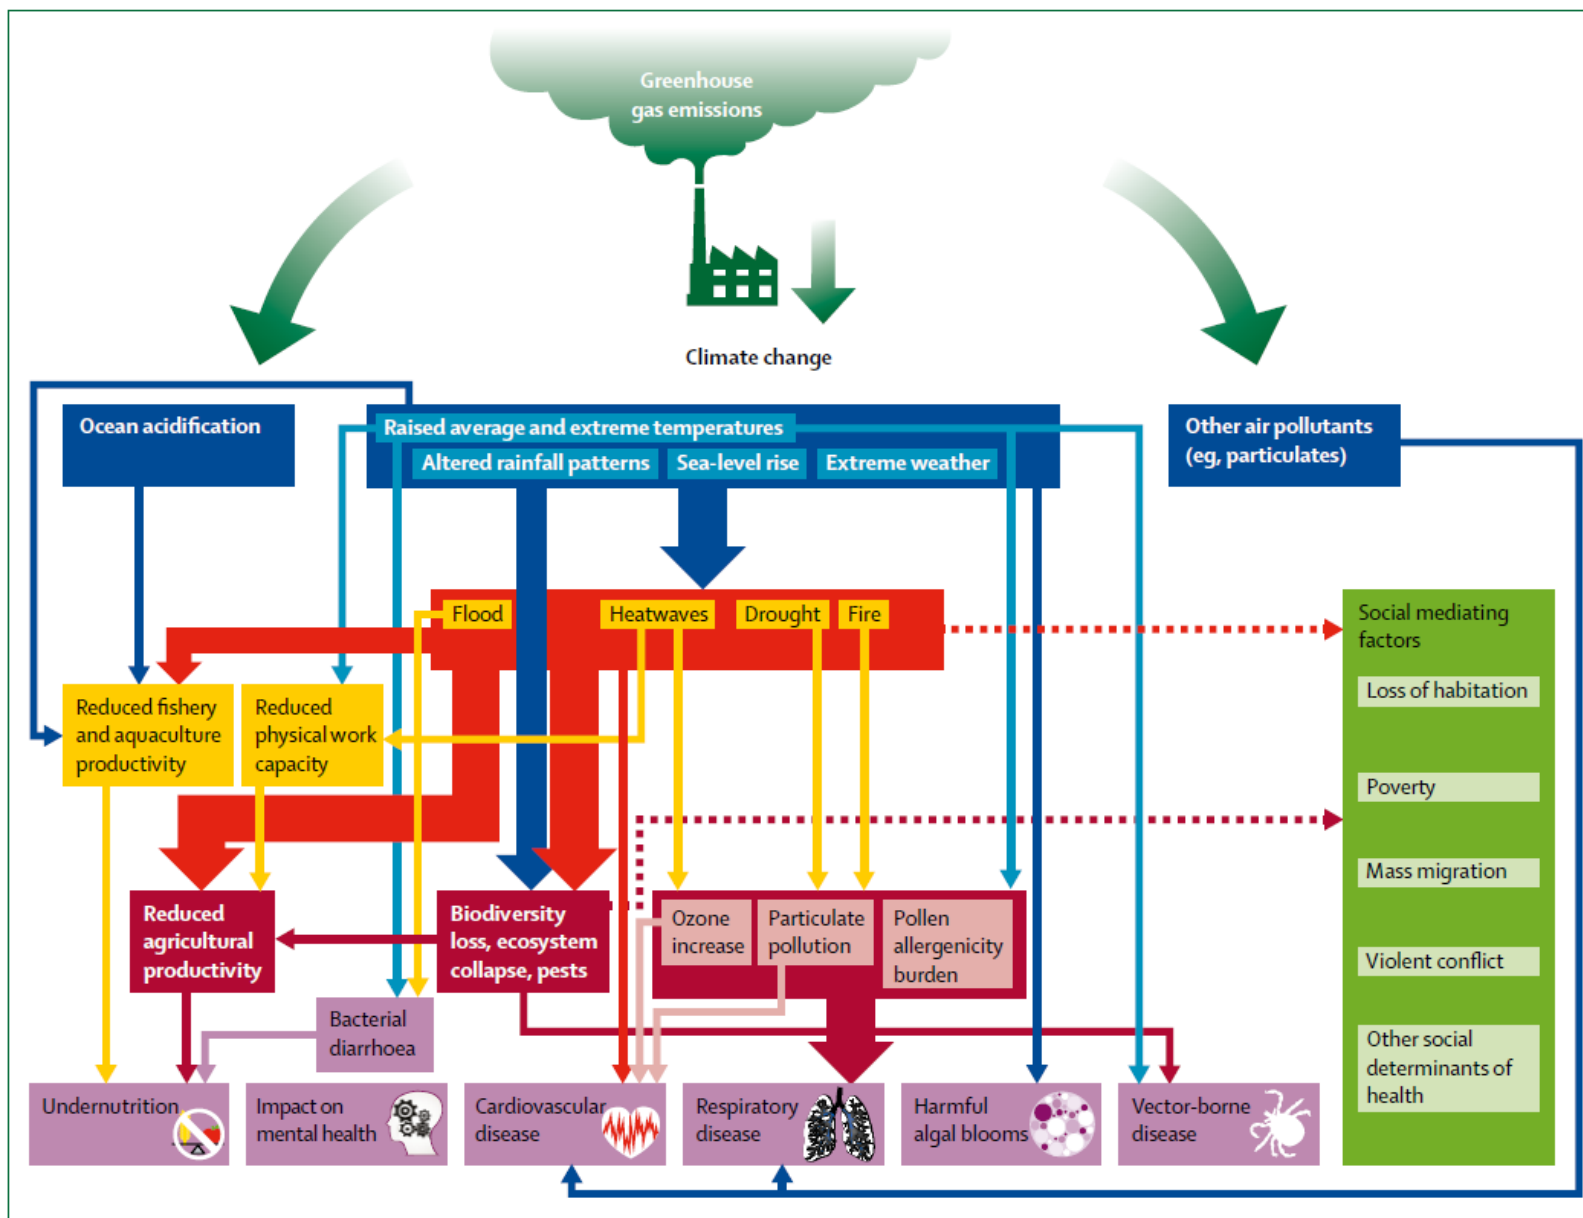 Greenhouse
gas emissions
Climate change
Ocean acidification
Raised average and extreme temperatures
Altered rainfall patterns
Sea-level rise
Extreme weather
Other air pollutants
(eg, particulates)
Flood
Heatwaves
Drought
Fire
Social mediating
factors
Loss of habitation
Poverty
Mass migration
Violent conflict
Other social
determinants of
health
Reduced fishery
and aquaculture
productivity
Reduced
physical work
capacity
Reduced
agricultural
productivity
Biodiversity
loss, ecosystem
collapse, pests
Ozone
increase
Particulate
pollution
Pollen
allergenicity
burden
Bacterial
diarrhoea
Undernutrition
Impact on
mental health
Cardiovascular
disease
Respiratory
disease
Harmful
algal blooms
Vector-borne
disease